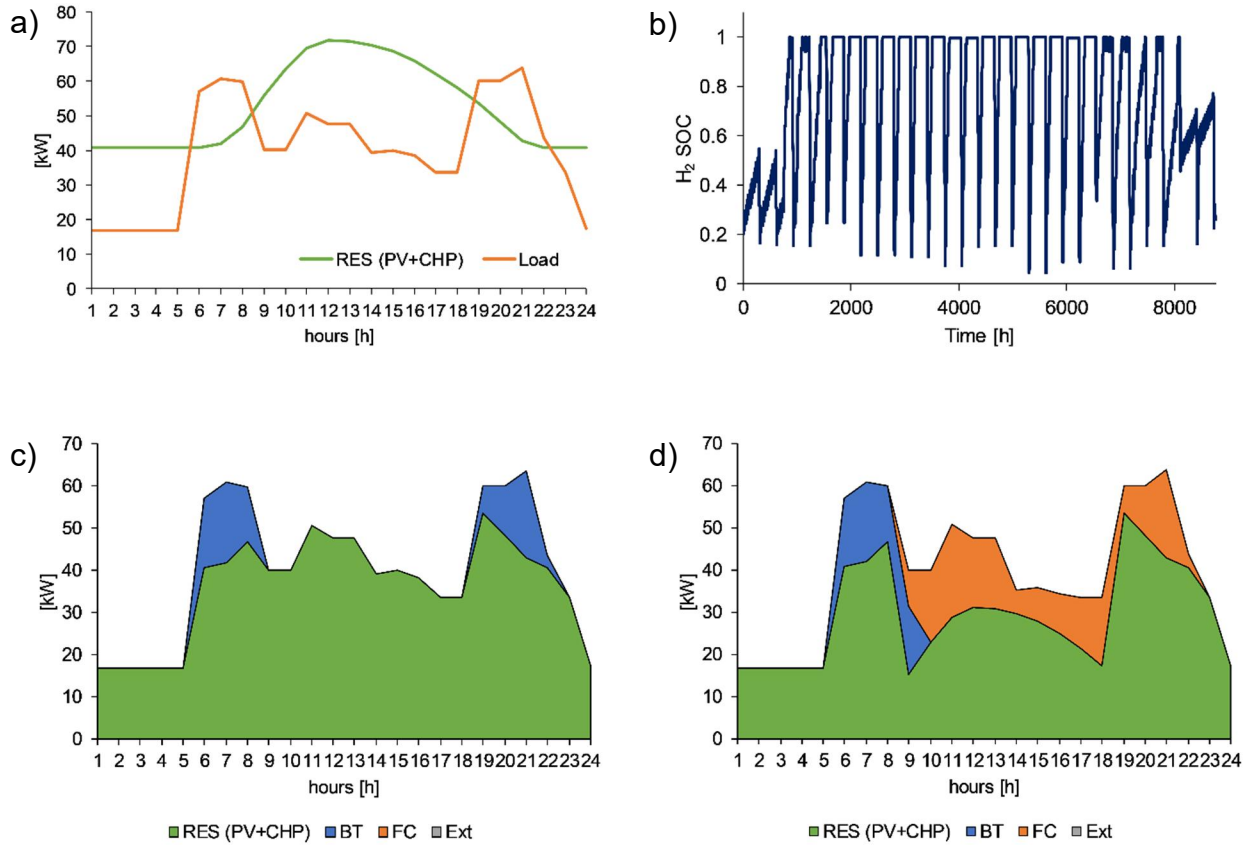 a)
80
70
60
50
40
30
20
10
0
[kW]
RES (PV+CHP) Load
1 2 3 4 5 6 7 8 9 10 11 12 13 14 15 16 17 18 19 20 21 22 23 24
hours [h]
b)
1
0.8
0.6
0.4
0.2
0
H2 SOC
0 2000 4000 6000 8000
Time [h]
c)
70
60
50
40
30
20
10
0
[kW]
1 2 3 4 5 6 7 8 9 10 11 12 13 14 15 16 17 18 19 20 21 22 23 24
hours [h]
RES (PV+CHP) BT FC Ext
d)
70
60
50
40
30
20
10
0
[kW]
1 2 3 4 5 6 7 8 9 10 11 12 13 14 15 16 17 18 19 20 21 22 23 24
hours [h]
RES (PV+CHP) BT FC Ext